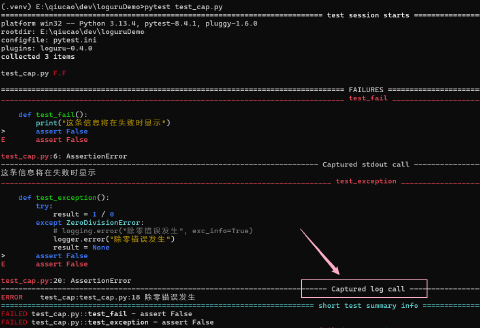 (.venv) E:\qiucao\dev\loguruDemo>pytest test_cap.py
test session starts
platform win32 -- Python 3.13.4, pytest-8.4.1, pluggy-1.6.0
rootdir: E:\qiucao\dev\loguruDemo
configfile: pytest.ini
plugins: loguru-0.4.0
collected 3 items
test_cap.py F.F
FAILURES
test_fail
def test_fail():
print("这条信息将在失败时显示")
> assert False
E assert False
test_cap.py:6: AssertionError
Captured stdout call
这条信息将在失败时显示
test_exception
def test_exception():
try:
result = 1 / 0
except ZeroDivisionError:
# logging.error("除零错误发生", exc_info=True)
logger.error("除零错误发生")
result = None
> assert False
E assert False
test_cap.py:20: AssertionError
Captured log call
ERROR test_cap:test_cap.py:18 除零错误发生
short test summary info
FAILED test_cap.py::test_fail - assert False
FAILED test_cap.py::test_exception - assert False